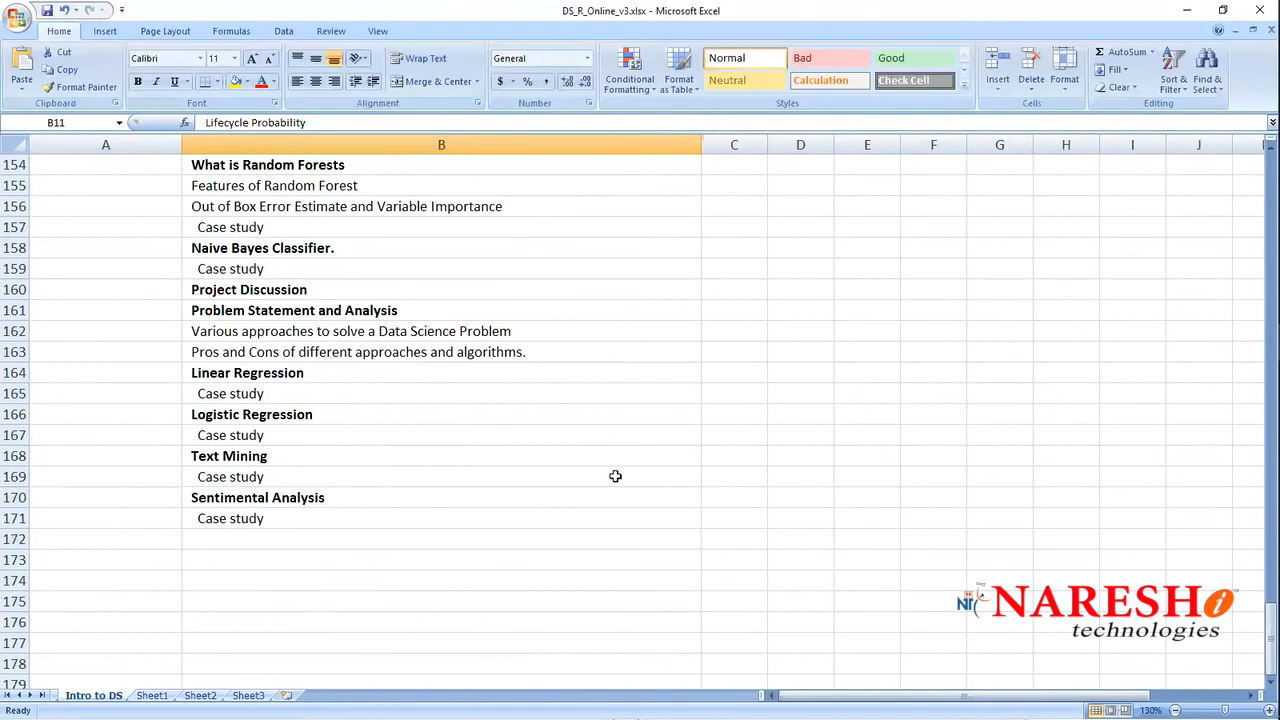 DS_R_Online_v3.xlsx - Microsoft Excel
Home Insert Page Layout Formulas Data Review View
Paste Cut Copy Format Painter Clipboard
Calibri 11 B I U A Font
Wrap Text Merge & Center Alignment
General $ % , Number
Conditional Formatting Format as Table Normal Bad Good Neutral Calculation Check Cell Styles
Insert Delete Format Cells
Σ AutoSum Fill Clear Sort & Filter Find & Select Editing
B11 fx Lifecycle Probability
A B C D E F G H I J
154 What is Random Forests
155 Features of Random Forest
156 Out of Box Error Estimate and Variable Importance
157 Case study
158 Naive Bayes Classifier.
159 Case study
160 Project Discussion
161 Problem Statement and Analysis
162 Various approaches to solve a Data Science Problem
163 Pros and Cons of different approaches and algorithms.
164 Linear Regression
165 Case study
166 Logistic Regression
167 Case study
168 Text Mining
169 Case study
170 Sentimental Analysis
171 Case study
172
173
174
175
176
177
178
179
NARESH i
technologies
Intro to DS Sheet1 Sheet2 Sheet3
Ready 130%